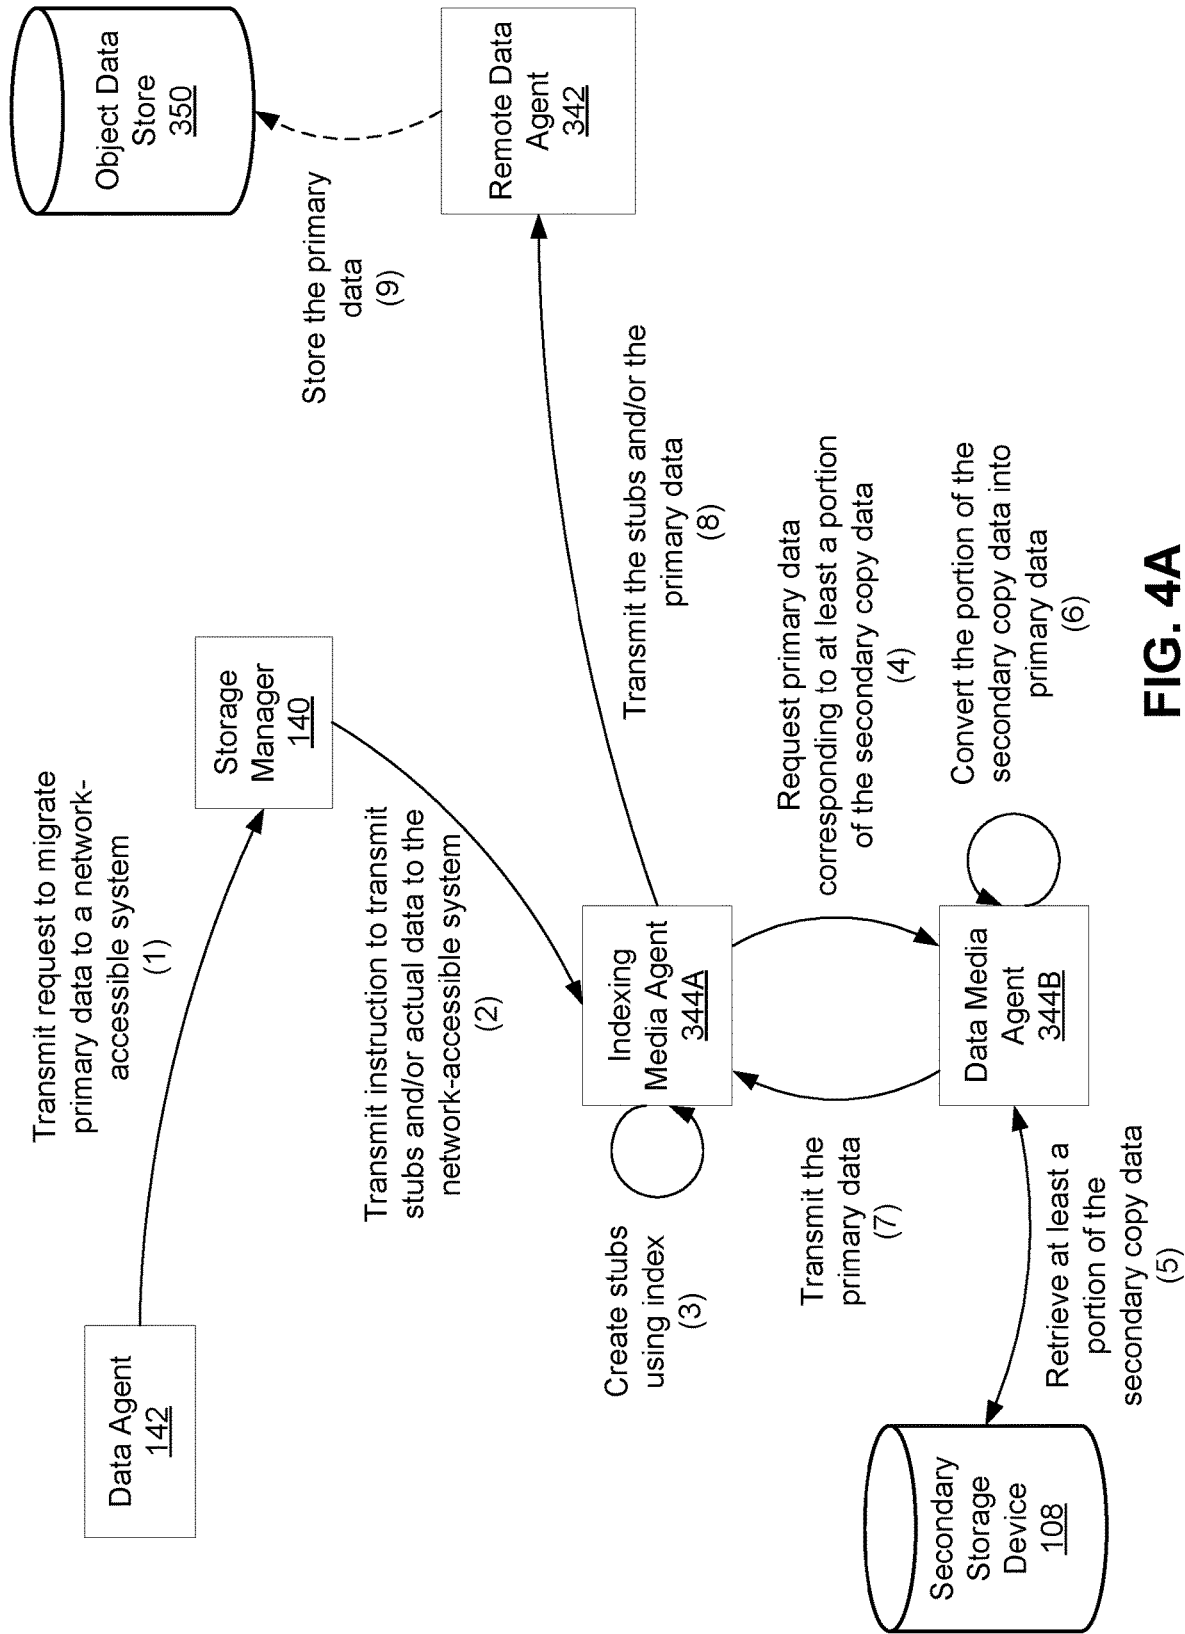 Data Agent
142
Transmit request to migrate
primary data to a network-
accessible system
(1)
Storage
Manager
140
Transmit instruction to transmit
stubs and/or actual data to the
network-accessible system
(2)
Object Data
Store
350
Store the primary
data
(9)
Remote Data
Agent
342
Create stubs
using index
(3)
Indexing
Media Agent
344A
Transmit the stubs and/or the
primary data
(8)
Transmit the
primary data
(7)
Request primary data
corresponding to at least a portion
of the secondary copy data
(4)
Secondary
Storage
Device
108
Retrieve at least a
portion of the
secondary copy data
(5)
Data Media
Agent
344B
Convert the portion of the
secondary copy data into
primary data
(6)
FIG. 4A